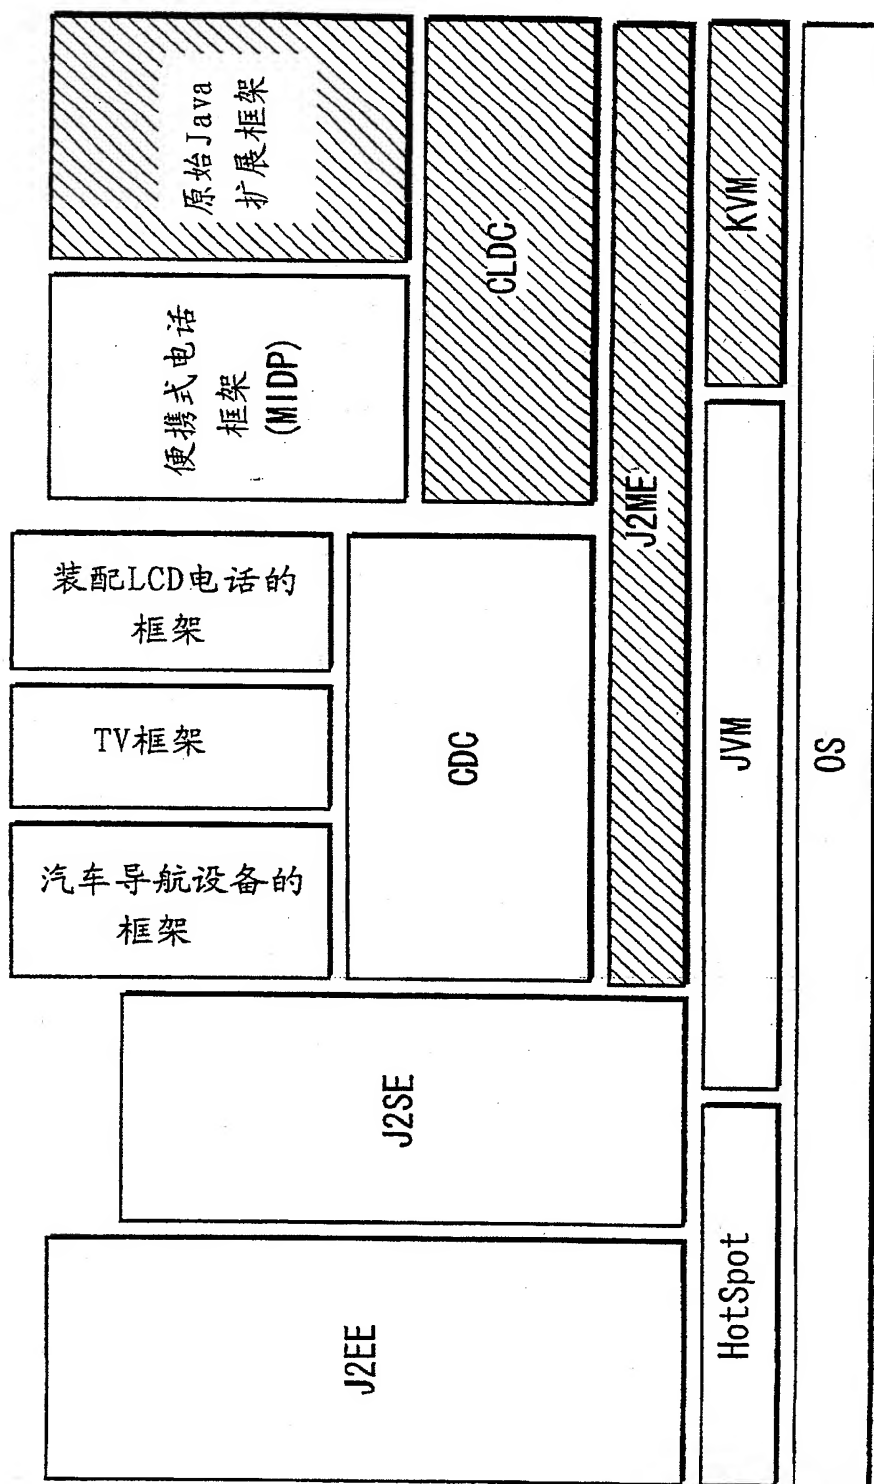 原始Java
扩展框架
便携式电话
框架
(MIDP)
装配LCD电话的
框架
TV框架
汽车导航设备的
框架
CLDC
CDC
J2ME
J2SE
J2EE
KVM
JVM
HotSpot
OS